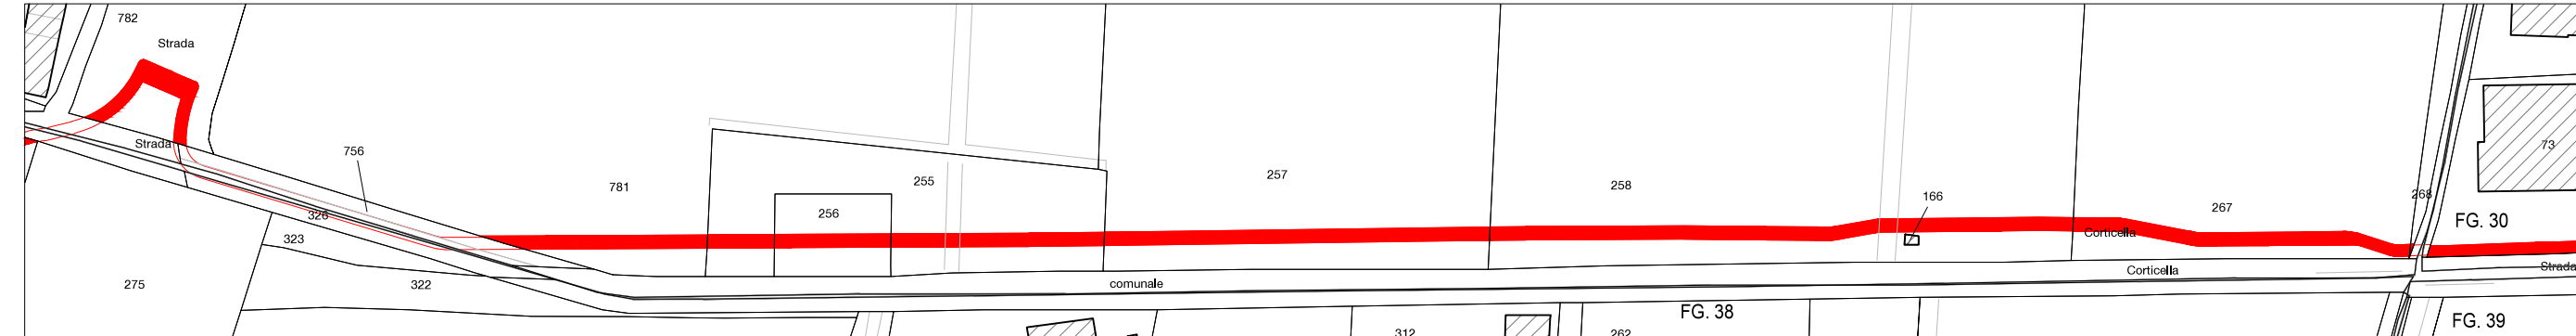 782
Strada
Strada
756
326
323
275
322
781
256
255
257
258
166
Corticella
267
268
73
FG. 30
Corticella
Strada
comunale
312
262
FG. 38
FG. 39